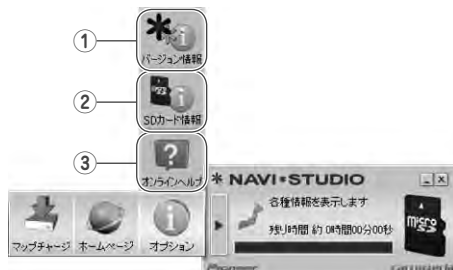 ①
バージョン情報
②
SDカード情報
③
オンラインヘルプ
マップチャージ
ホームページ
オプション
* NAVI*STUDIO
各種情報を表示します
残り時間 約 0時間00分00秒
micro
SD
Pioneer
carrozzeria